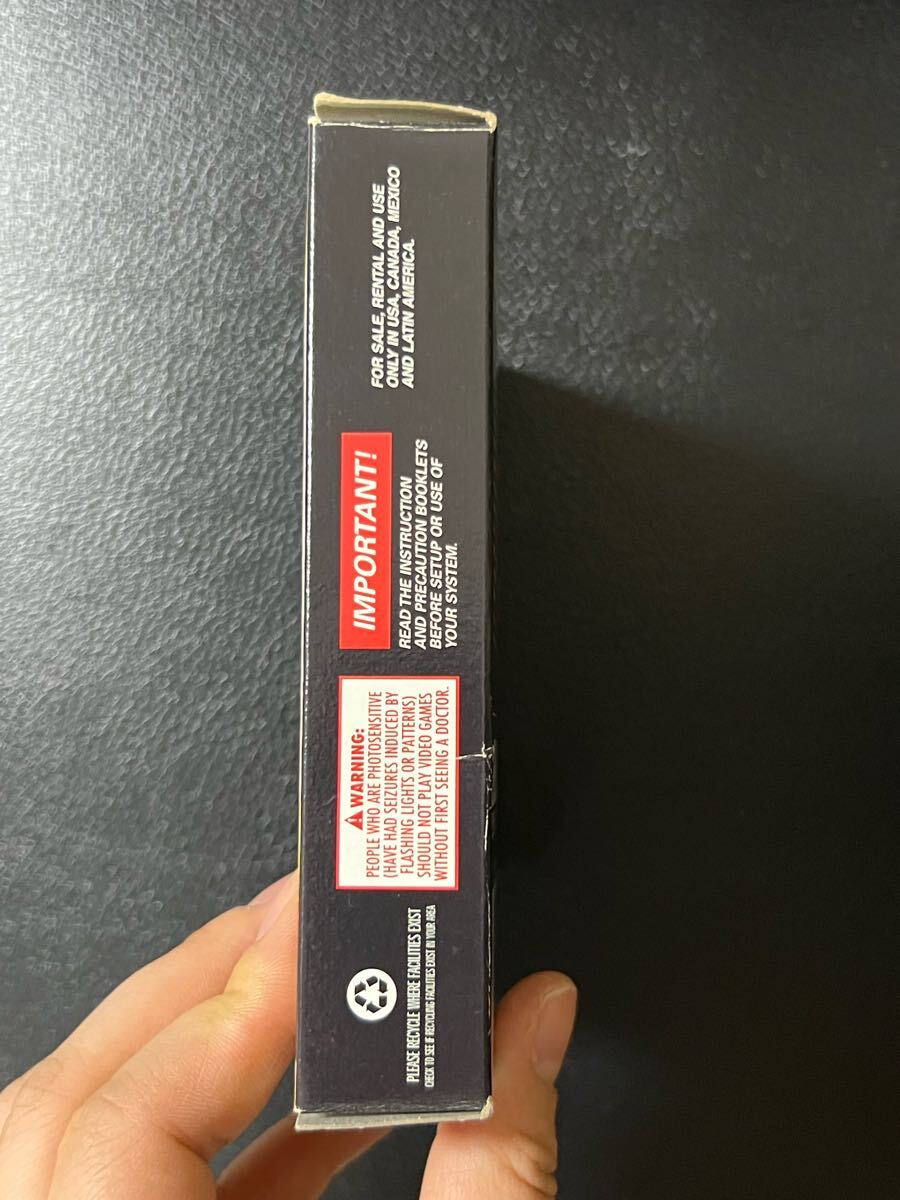 PLEASE RECYCLE WHERE FACILITIES EXIST
CHECK TO SEE IF RECYCLING FACILITIES EXIST IN YOUR AREA
⚠ WARNING:
PEOPLE WHO ARE PHOTOSENSITIVE
(HAVE HAD SEIZURES INDUCED BY
FLASHING LIGHTS OR PATTERNS)
SHOULD NOT PLAY VIDEO GAMES
WITHOUT FIRST SEEING A DOCTOR.
IMPORTANT!
READ THE INSTRUCTION
AND PRECAUTION BOOKLETS
BEFORE SETUP OR USE OF
YOUR SYSTEM.
FOR SALE, RENTAL AND USE
ONLY IN USA, CANADA, MEXICO
AND LATIN AMERICA.